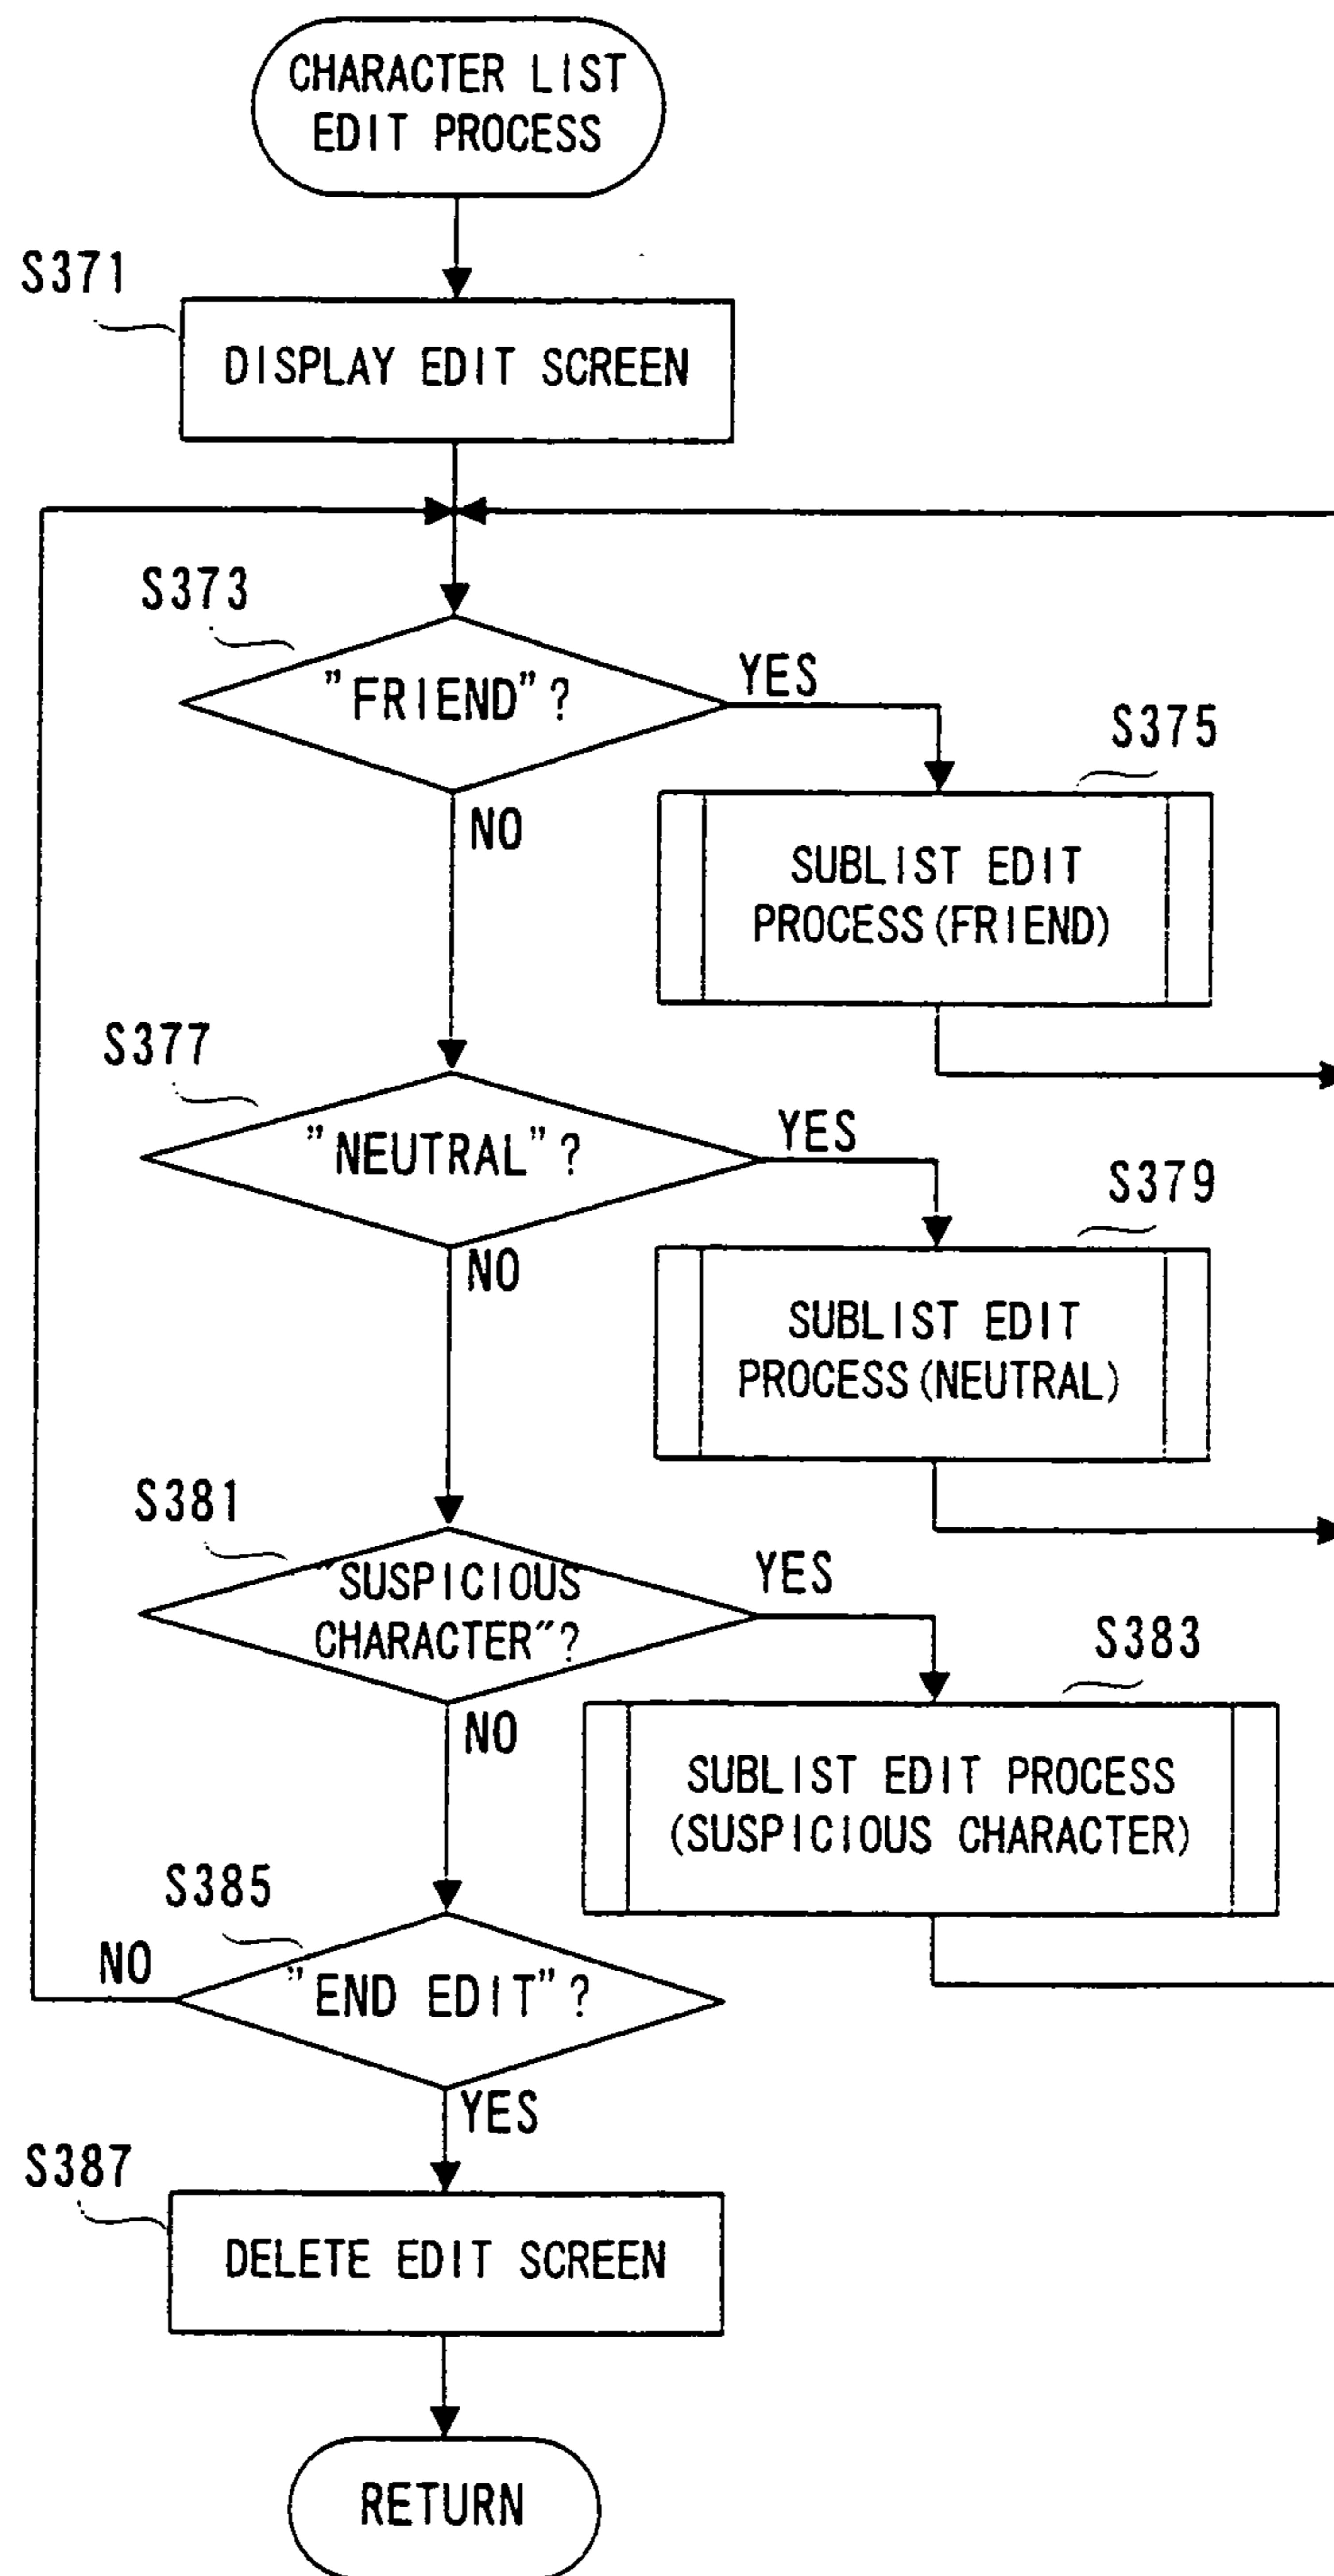 CHARACTER LIST
EDIT PROCESS
S371
DISPLAY EDIT SCREEN
S373
"FRIEND"?
YES
NO
S375
SUBLIST EDIT
PROCESS(FRIEND)
S377
"NEUTRAL"?
YES
NO
S379
SUBLIST EDIT
PROCESS(NEUTRAL)
S381
"SUSPICIOUS
CHARACTER"?
YES
NO
S383
SUBLIST EDIT PROCESS
(SUSPICIOUS CHARACTER)
S385
NO
"END EDIT"?
YES
S387
DELETE EDIT SCREEN
RETURN